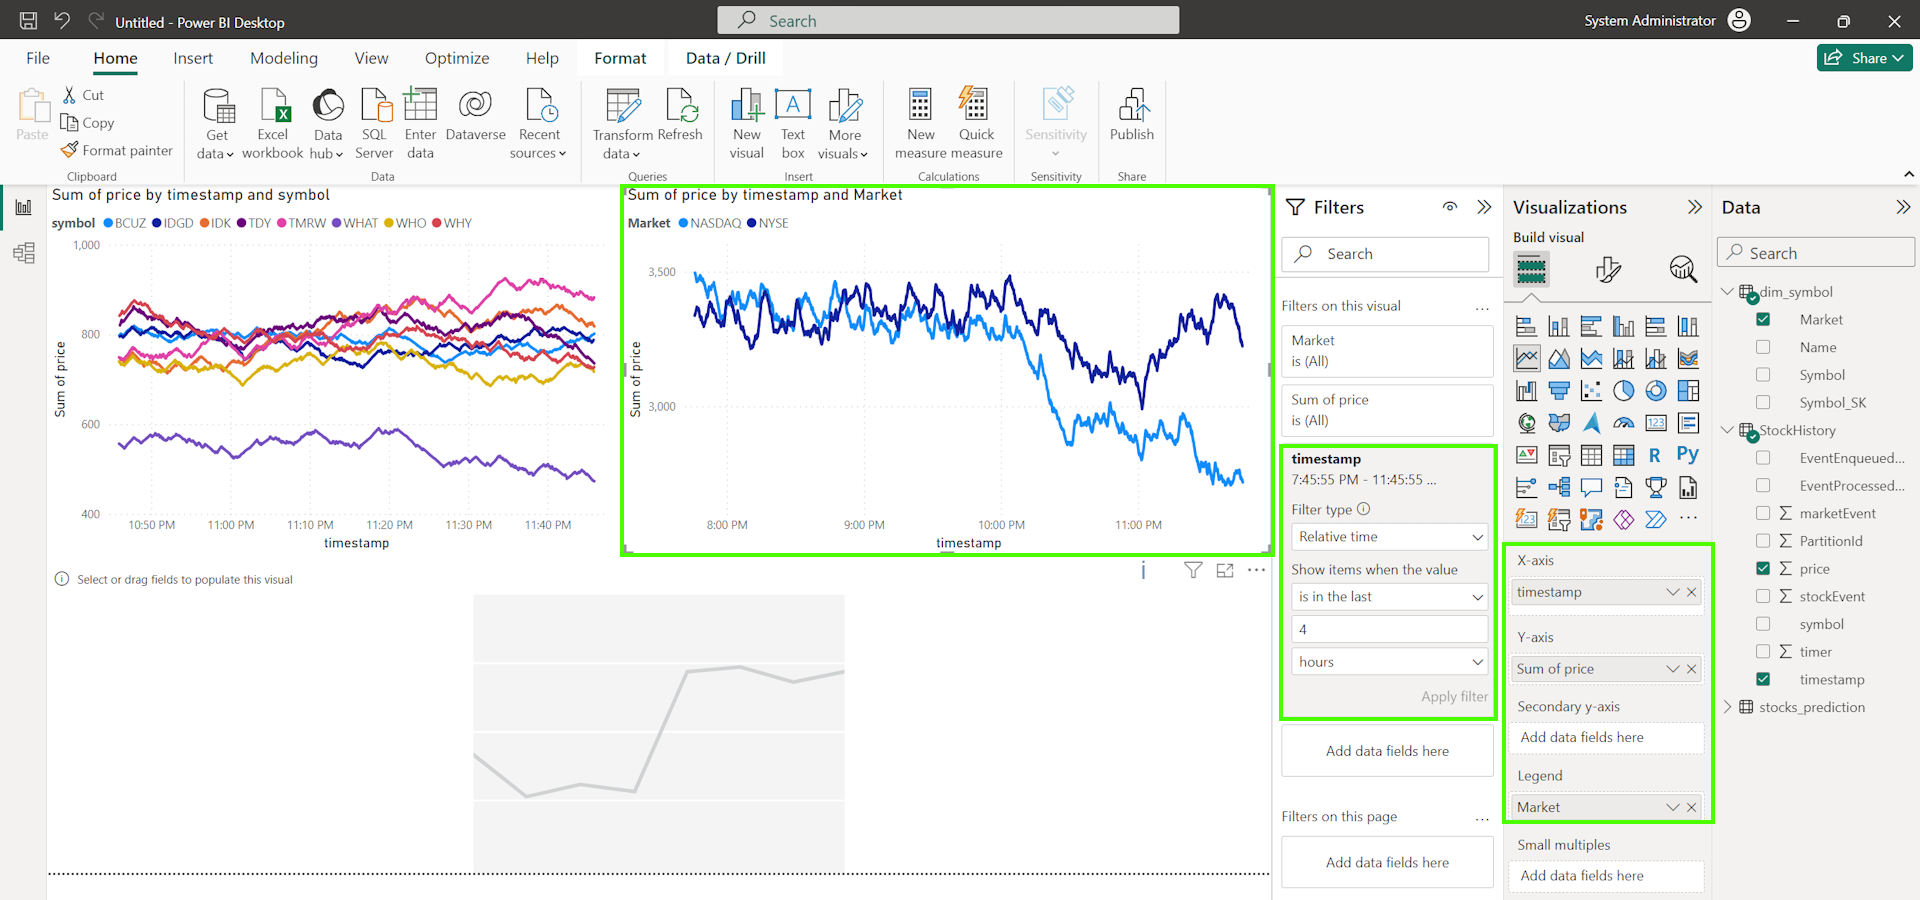 Untitled - Power BI Desktop
Search
System Administrator
File Home Insert Modeling View Optimize Help Format Data / Drill
Share
Paste
Cut
Copy
Format painter
Clipboard
Get data
Excel workbook
Data hub
SQL Server
Enter data
Dataverse
Recent sources
Data
Transform data
Refresh
Queries
New visual
Text box
More visuals
Insert
New measure
Quick measure
Calculations
Sensitivity
Sensitivity
Publish
Share
Sum of price by timestamp and symbol
symbol BCUZ IDGD IDK TDY TMRW WHAT WHO WHY
1,000
800
600
400
Sum of price
10:50 PM 11:00 PM 11:10 PM 11:20 PM 11:30 PM 11:40 PM
timestamp
Sum of price by timestamp and Market
Market NASDAQ NYSE
3,500
3,000
Sum of price
8:00 PM 9:00 PM 10:00 PM 11:00 PM
timestamp
Select or drag fields to populate this visual
Filters
Search
Filters on this visual
Market
is (All)
Sum of price
is (All)
timestamp
7:45:55 PM - 11:45:55 ...
Filter type
Relative time
Show items when the value
is in the last
4
hours
Apply filter
Add data fields here
Filters on this page
Add data fields here
Visualizations
Build visual
123
R
Py
123
X-axis
timestamp
Y-axis
Sum of price
Secondary y-axis
Add data fields here
Legend
Market
Small multiples
Add data fields here
Data
Search
dim_symbol
Market
Name
Symbol
Symbol_SK
StockHistory
EventEnqueued...
EventProcessed...
marketEvent
PartitionId
price
stockEvent
symbol
timer
timestamp
stocks_prediction